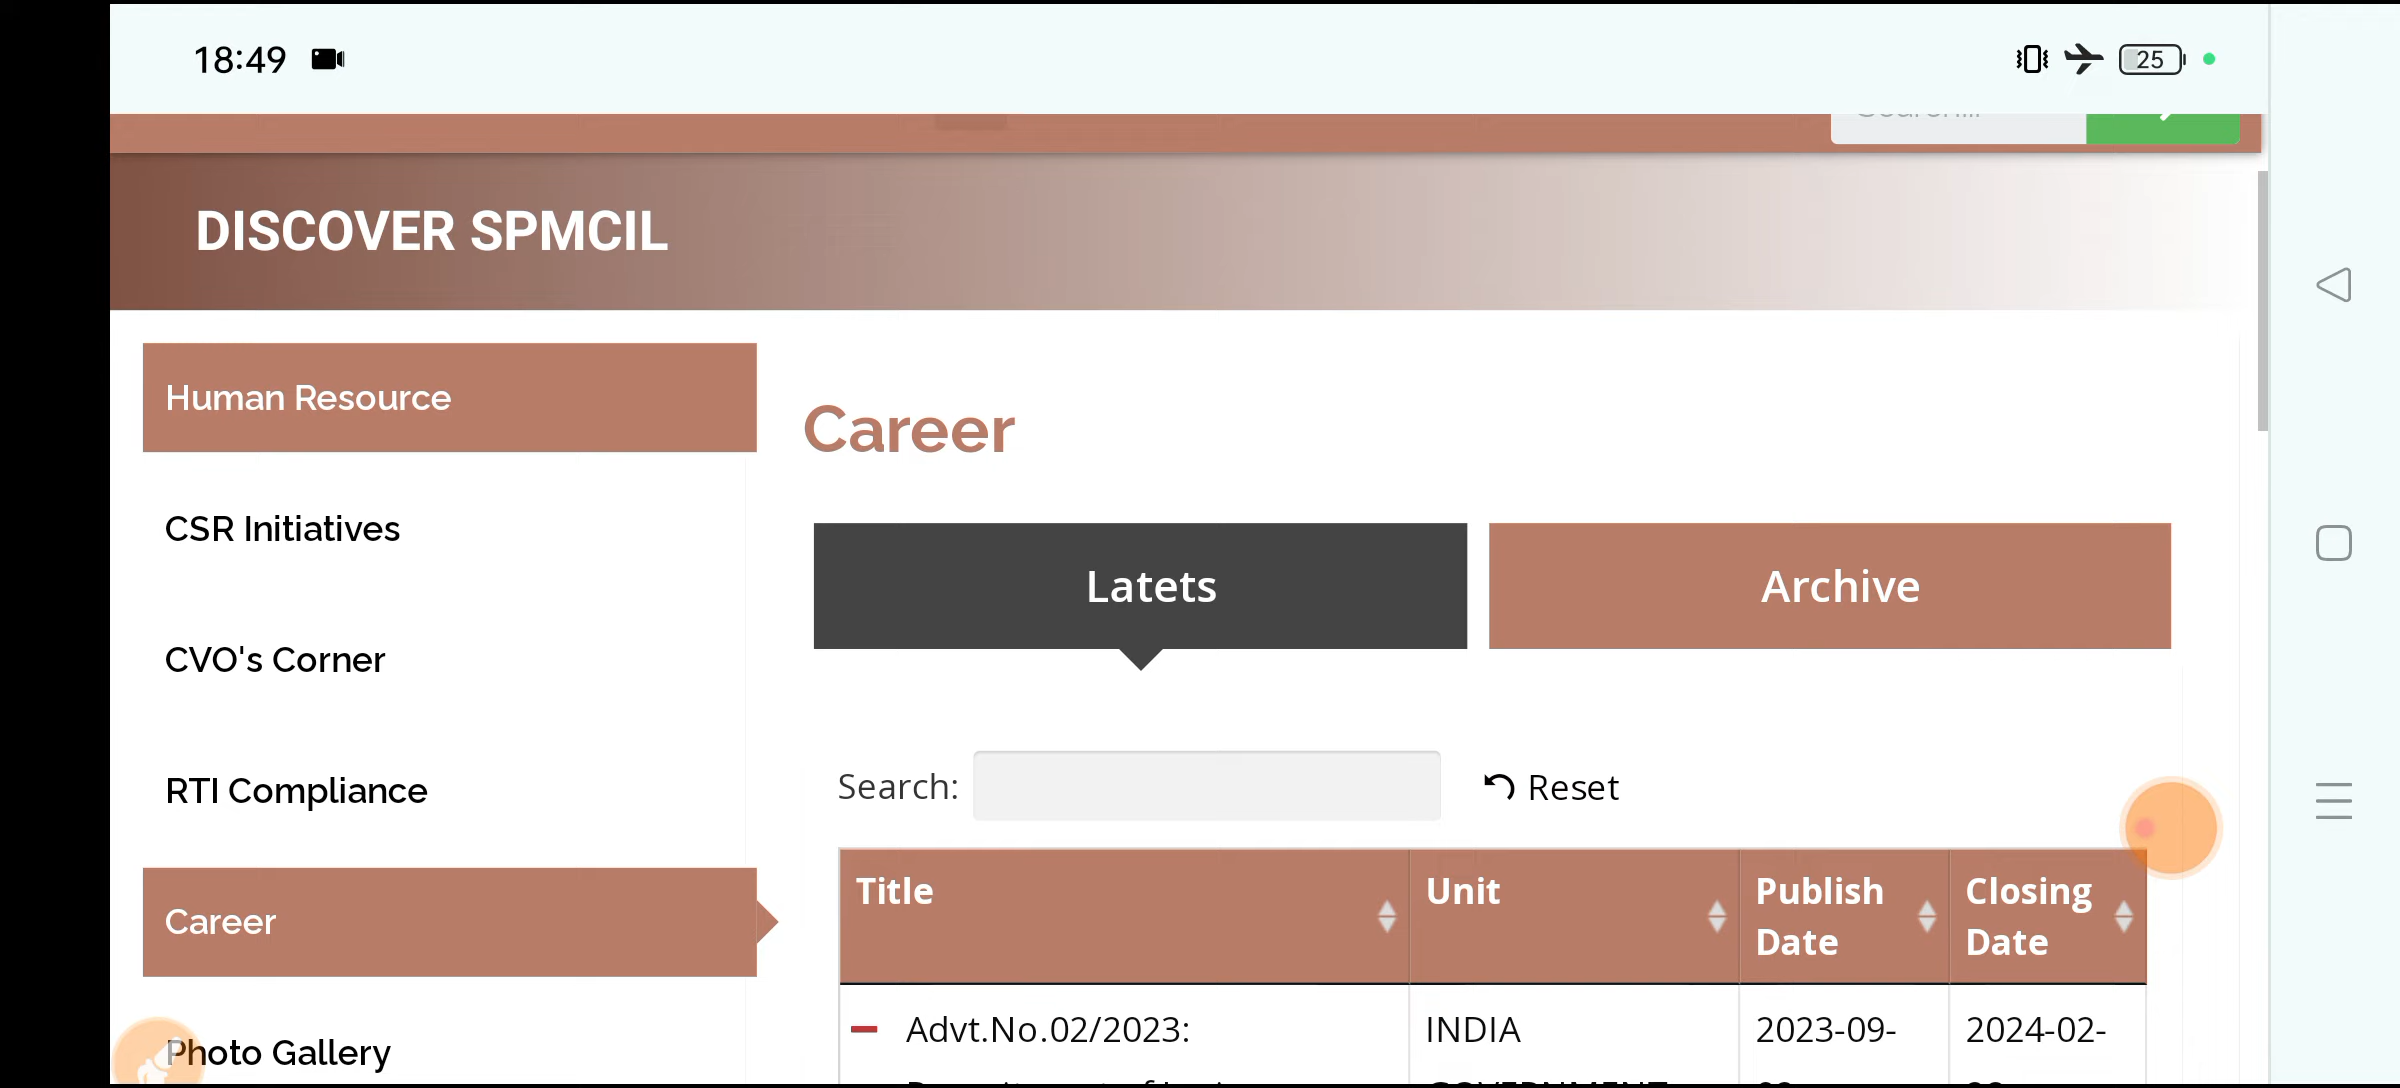 18:49
25
DISCOVER SPMCIL
Human Resource
CSR Initiatives
CVO's Corner
RTI Compliance
Career
Photo Gallery
Career
Latets
Archive
Search:
Reset
Title
Unit
Publish
Date
Closing
Date
Advt.No.02/2023:
INDIA
2023-09-
2024-02-